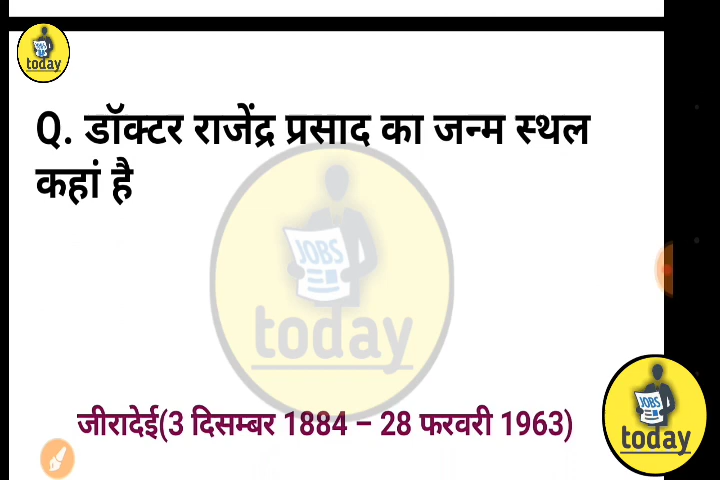 today
Q. डॉक्टर राजेंद्र प्रसाद का जन्म स्थल
कहां है
JOBS
today
जीरादेई(3 दिसम्बर 1884 – 28 फरवरी 1963)
JOBS
today